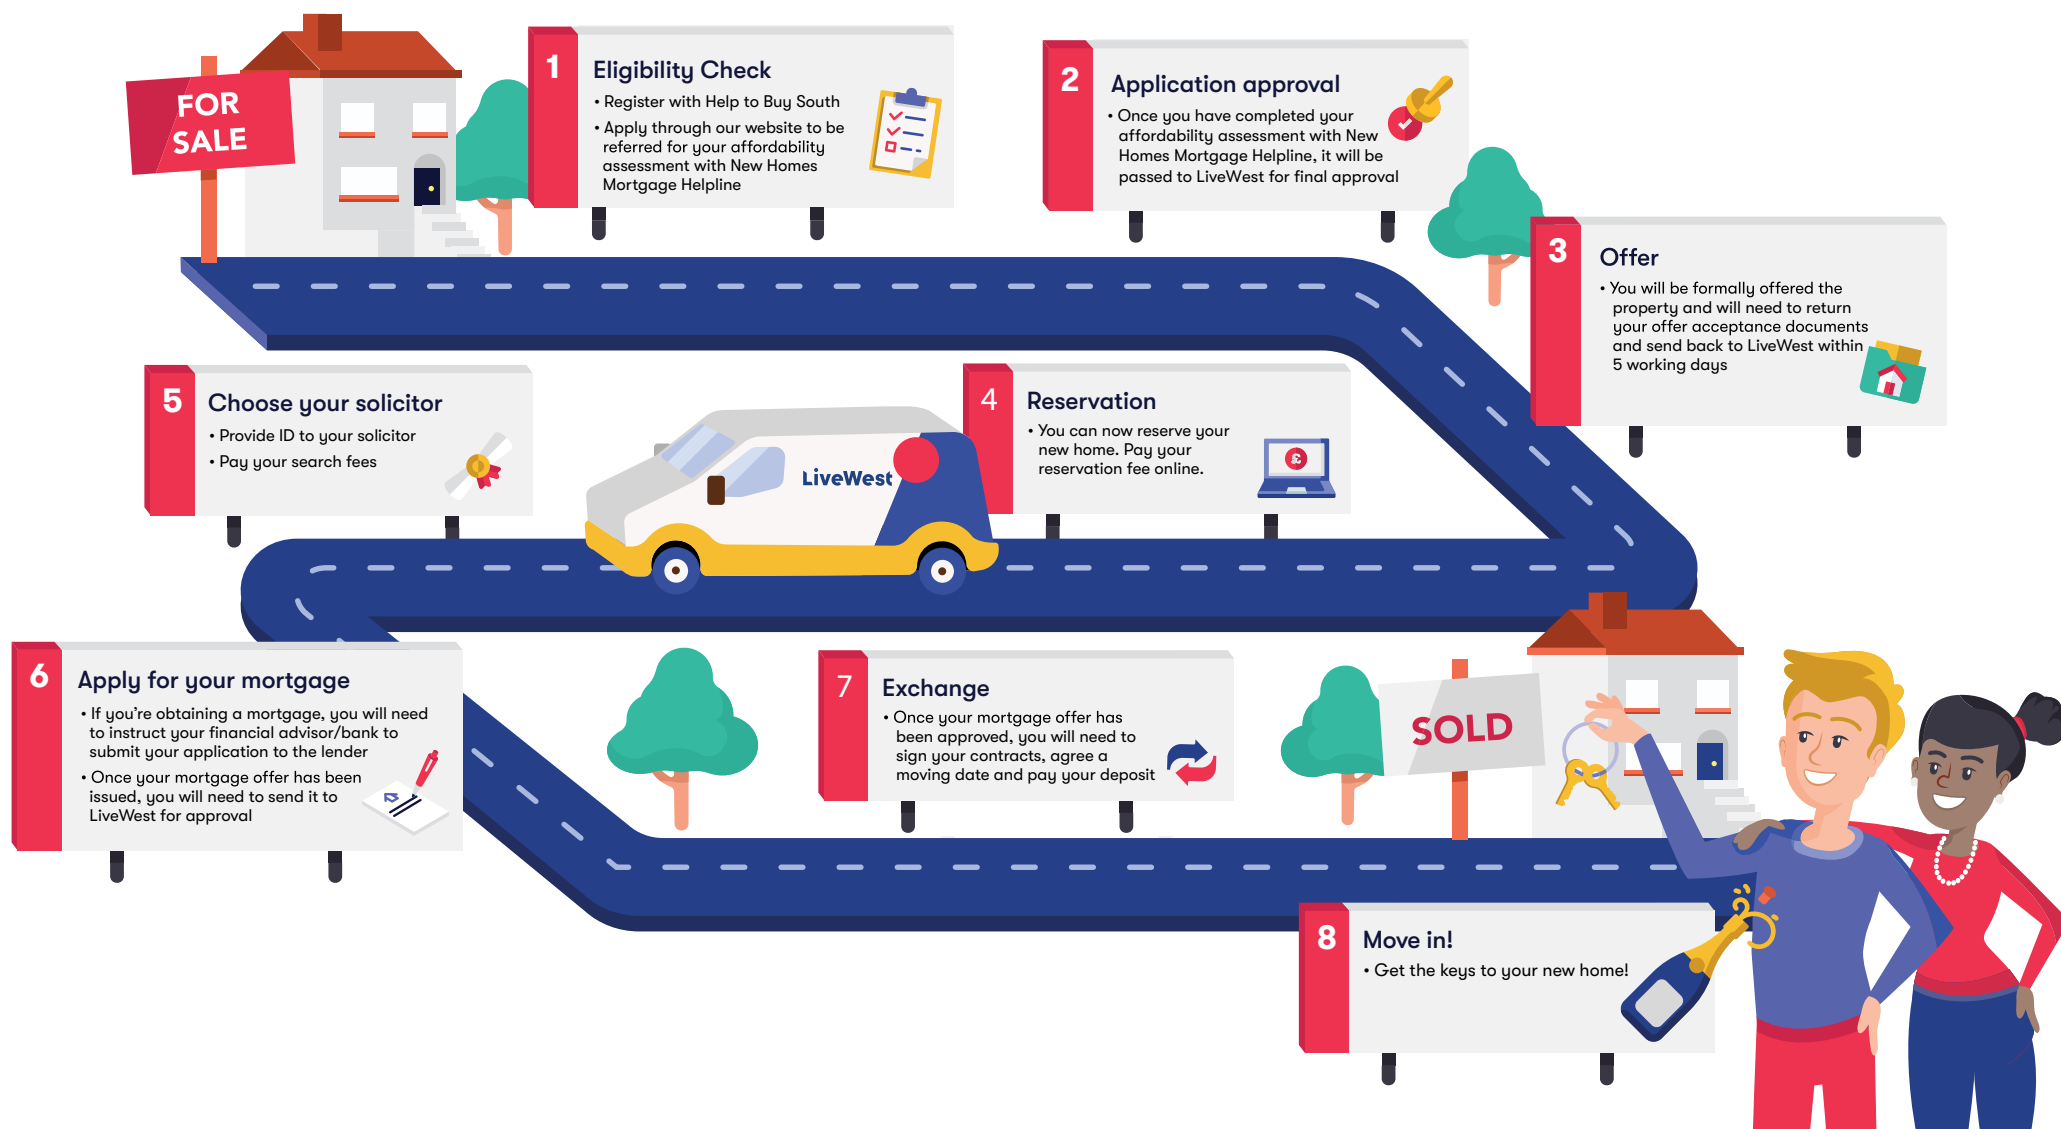 FOR
SALE
1
Eligibility Check
• Register with Help to Buy South
• Apply through our website to be
referred for your affordability
assessment with New Homes
Mortgage Helpline
2
Application approval
• Once you have completed your
affordability assessment with New
Homes Mortgage Helpline, it will be
passed to LiveWest for final approval
3
Offer
• You will be formally offered the
property and will need to return
your offer acceptance documents
and send back to LiveWest within
5 working days
4
Reservation
• You can now reserve your
new home. Pay your
reservation fee online.
£
LiveWest
5
Choose your solicitor
• Provide ID to your solicitor
• Pay your search fees
6
Apply for your mortgage
• If you’re obtaining a mortgage, you will need
to instruct your financial advisor/bank to
submit your application to the lender
• Once your mortgage offer has been
issued, you will need to send it to
LiveWest for approval
7
Exchange
• Once your mortgage offer has
been approved, you will need to
sign your contracts, agree a
moving date and pay your deposit
SOLD
8
Move in!
• Get the keys to your new home!